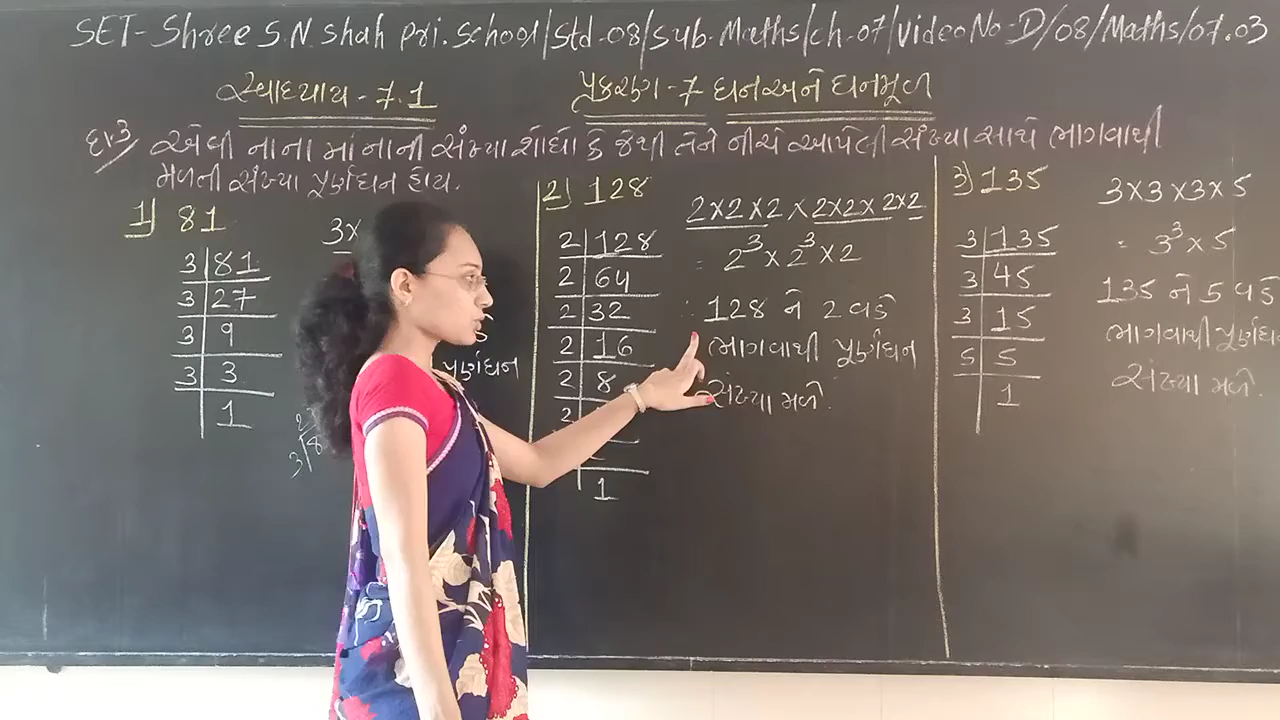 SET- Shree S.N. Shah Pri. School/Std-08/Sub. Maths/ch-07/Video No-D/08/Maths/07.03
સ્વાધ્યાય - 7.1
પ્રકરણ - 7 ઘન અને ઘનમૂળ
દા.3 એવી નાનામાં નાની સંખ્યા શોધો કે જેથી તેને નીચે આપેલી સંખ્યા સાથે ભાગવાથી
મળતી સંખ્યા પૂર્ણઘન હોય.
1) 81
3×
3 81
3 27
3 9
3 3
1
પૂર્ણઘન
2) 128
2×2×2×2×2×2×2
2 128
2 64
2 32
2 16
2 8
2
1
= 2³×2³×2
∴ 128 ને 2 વડે
ભાગવાથી પૂર્ણઘન
સંખ્યા મળે.
3) 135
3×3×3×5
3 135
3 45
3 15
5 5
1
= 3³×5
135 ને 5 વડે
ભાગવાથી પૂર્ણઘન
સંખ્યા મળે.